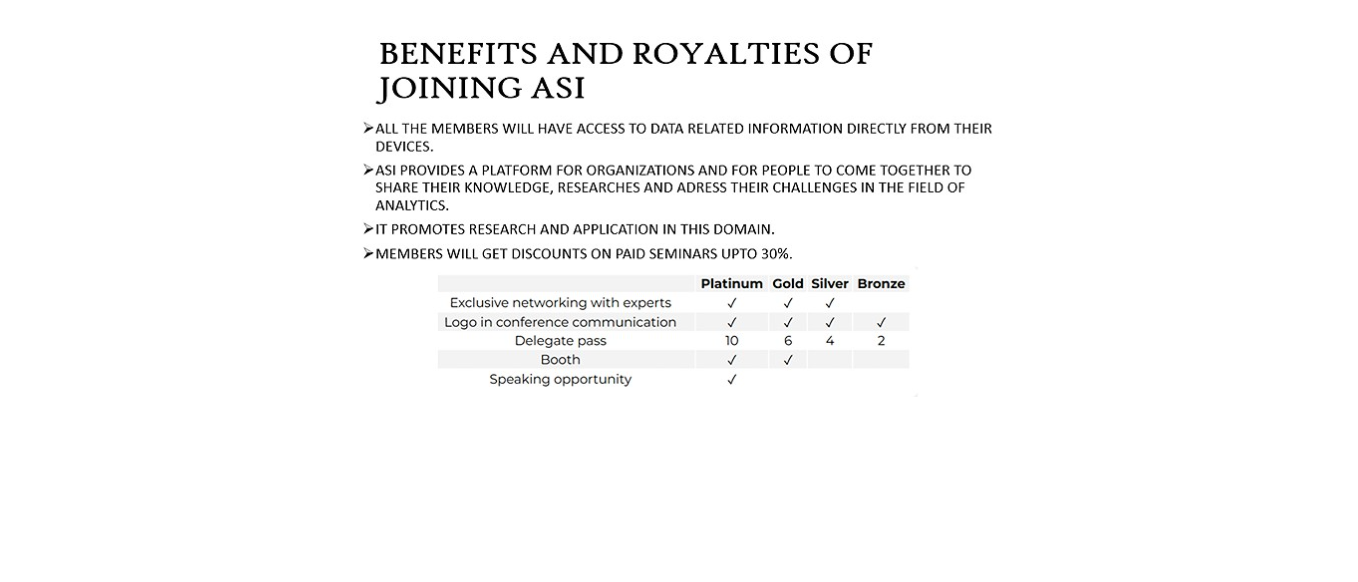 BENEFITS AND ROYALTIES OF
JOINING ASI
➢ALL THE MEMBERS WILL HAVE ACCESS TO DATA RELATED INFORMATION DIRECTLY FROM THEIR
DEVICES.
➢ASI PROVIDES A PLATFORM FOR ORGANIZATIONS AND FOR PEOPLE TO COME TOGETHER TO
SHARE THEIR KNOWLEDGE, RESEARCHES AND ADRESS THEIR CHALLENGES IN THE FIELD OF
ANALYTICS.
➢IT PROMOTES RESEARCH AND APPLICATION IN THIS DOMAIN.
➢MEMBERS WILL GET DISCOUNTS ON PAID SEMINARS UPTO 30%.
Platinum Gold Silver Bronze
Exclusive networking with experts ✓ ✓ ✓
Logo in conference communication ✓ ✓ ✓ ✓
Delegate pass 10 6 4 2
Booth ✓ ✓
Speaking opportunity ✓